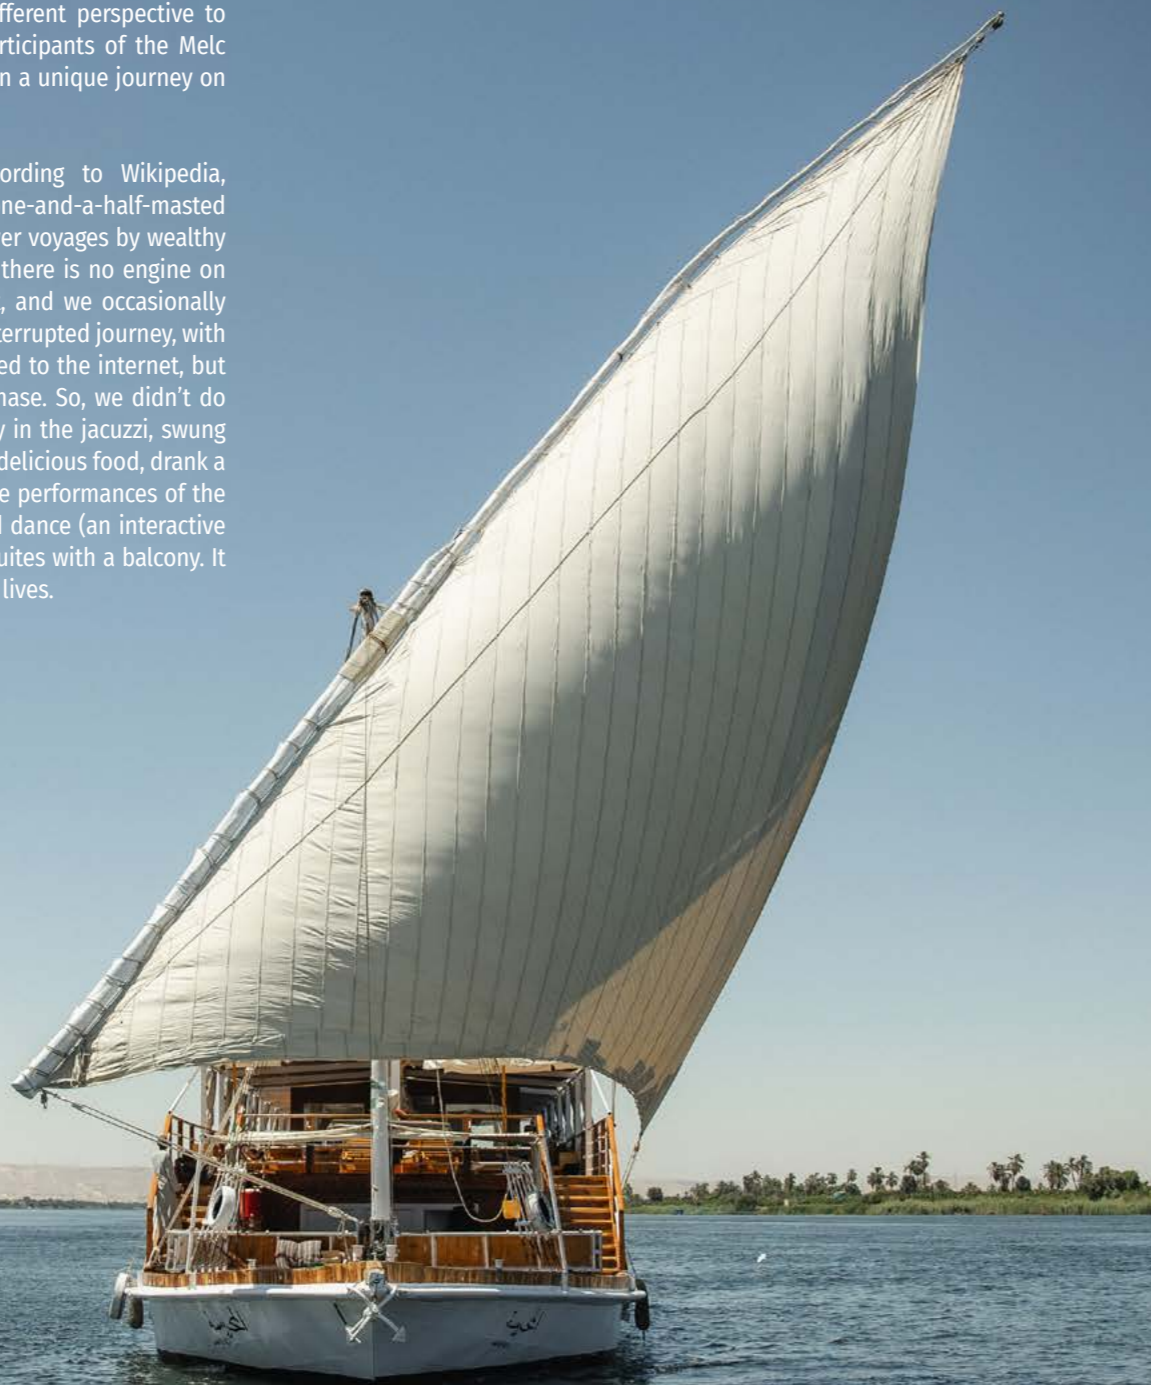 fferent perspective to
rticipants of the Melc
n a unique journey on
ording to Wikipedia,
ne-and-a-half-masted
er voyages by wealthy
there is no engine on
, and we occasionally
terrupted journey, with
ed to the internet, but
hase. So, we didn’t do
y in the jacuzzi, swung
delicious food, drank a
e performances of the
l dance (an interactive
uites with a balcony. It
lives.